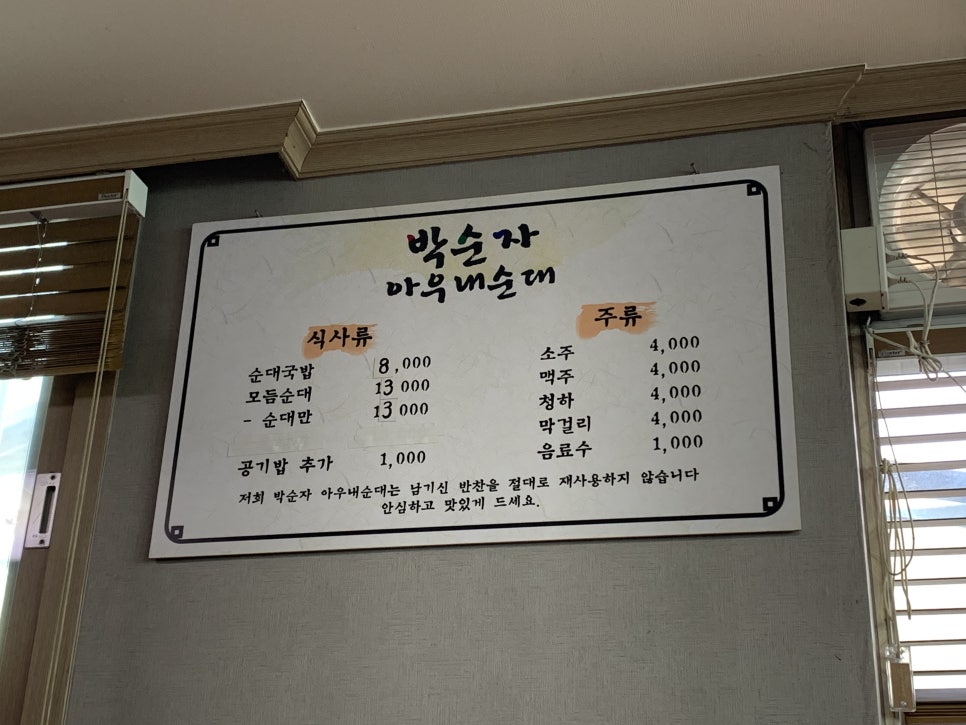 박순자
아우내순대
식사류
순대국밥 8,000
모듬순대 13 000
- 순대만 13 000
공기밥 추가 1,000
주류
소주 4,000
맥주 4,000
청하 4,000
막걸리 4,000
음료수 1,000
저희 박순자 아우내순대는 남기신 반찬을 절대로 재사용하지 않습니다
안심하고 맛있게 드세요.